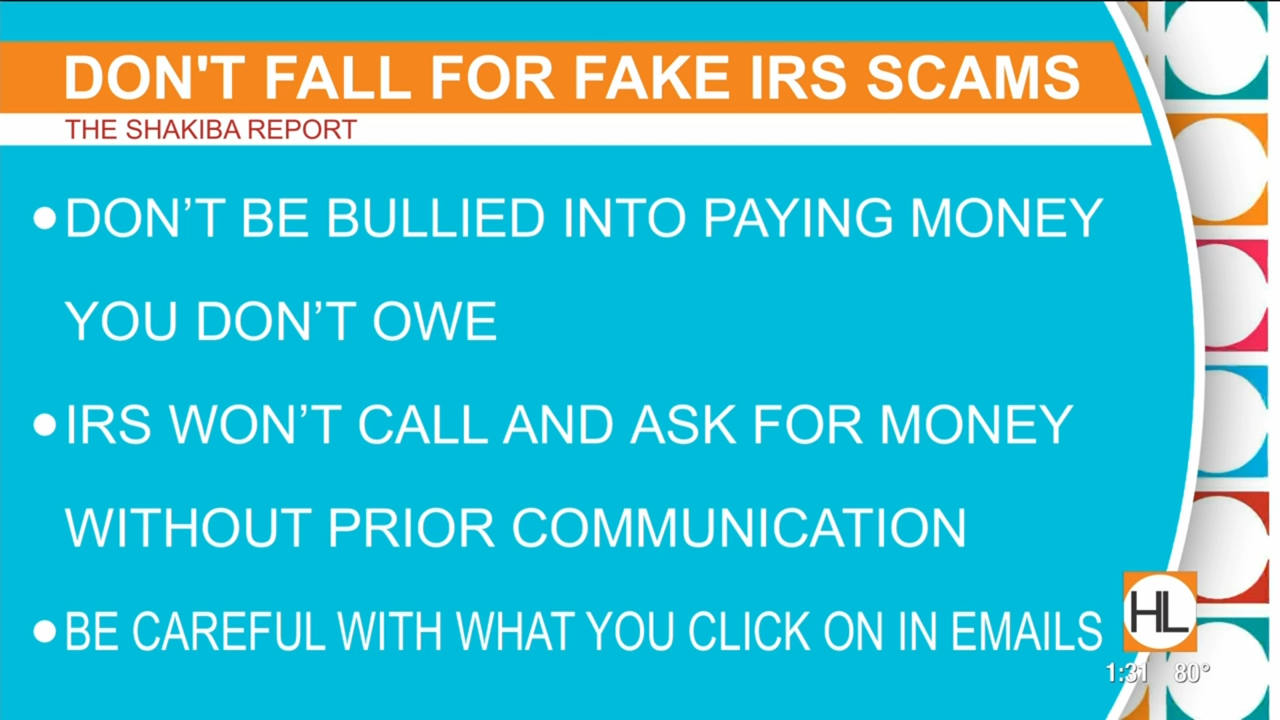 DON'T FALL FOR FAKE IRS SCAMS
THE SHAKIBA REPORT
●DON’T BE BULLIED INTO PAYING MONEY
YOU DON’T OWE
●IRS WON’T CALL AND ASK FOR MONEY
WITHOUT PRIOR COMMUNICATION
●BE CAREFUL WITH WHAT YOU CLICK ON IN EMAILS
HL
1:31 80°